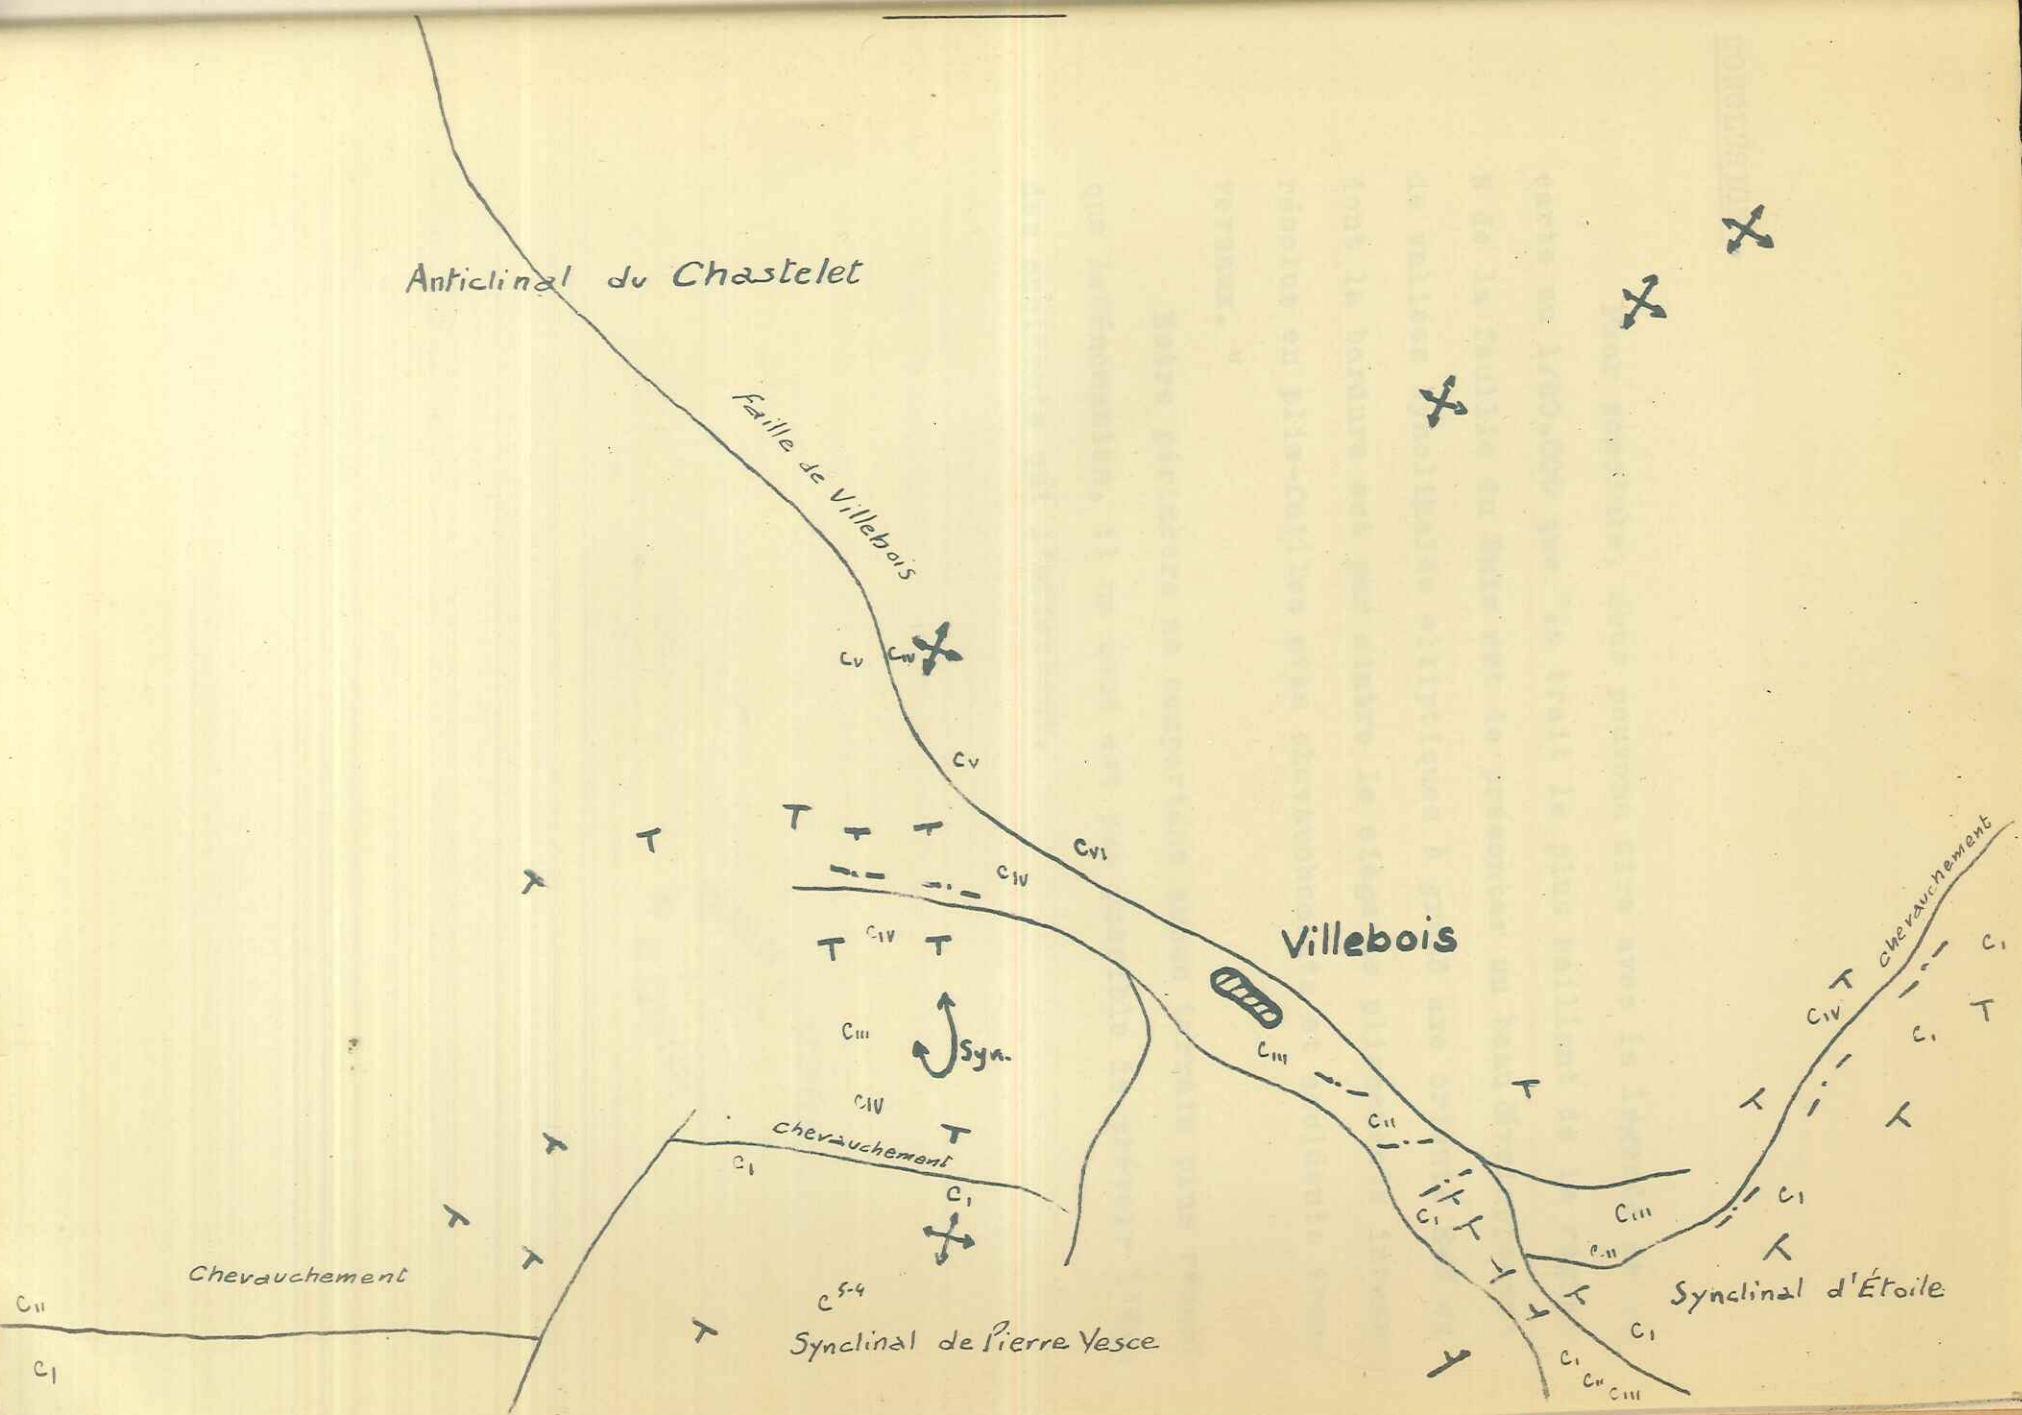 Anticlinal du Chastelet
Faille de Villebois
Cv CIV
Cv
CVI
CIV
CIV
Villebois
Chevauchement
C1
CIV
C1
CIII
Syn.
CIII
CIV
CII
Chevauchement
C1
C1
C1
C1
CIII
CII
Chevauchement
Synclinal d'Étoile
CII
C5-4
Synclinal de Pierre Vesce
C1
C1
C1
CII
CIII